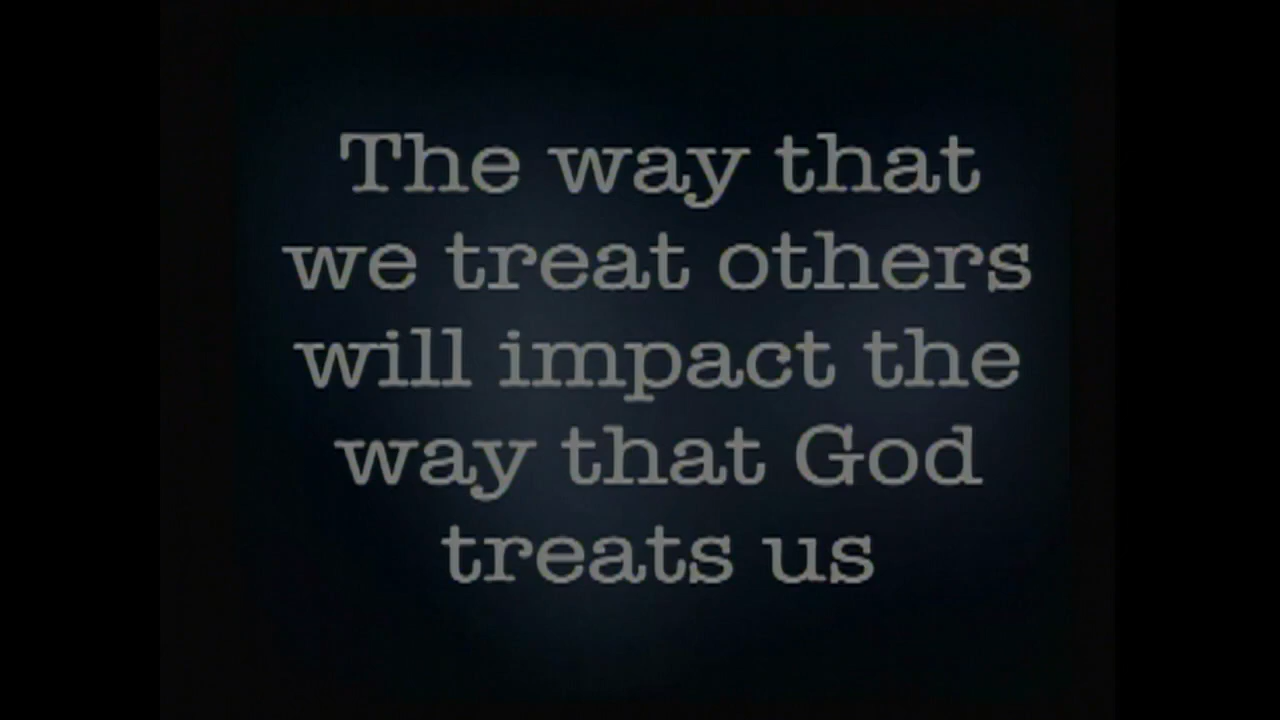 The way that
we treat others
will impact the
way that God
treats us